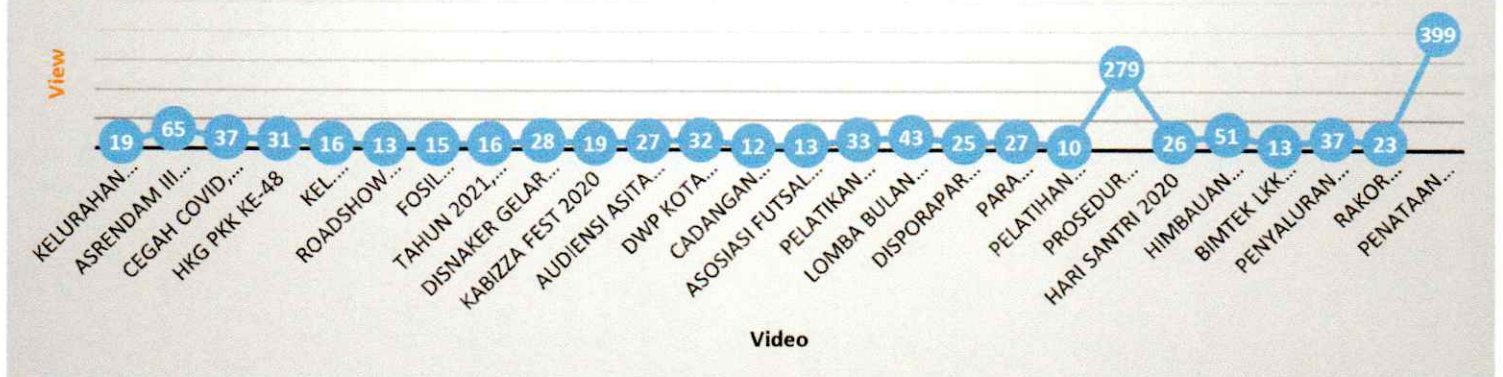 View
399
279
19 65 37 31 16 13 15 16 28 19 27 32 12 13 33 43 25 27 10 26 51 13 37 23
KELURAHAN...
ASRENDAM III...
CEGAH COVID,...
HKG PKK KE-48
KEL...
ROADSHOW...
FOSIL...
TAHUN 2021,...
DISNAKER GELAR...
KABIZZA FEST 2020
AUDIENSI ASITA...
DWP KOTA...
CADANGAN...
ASOSIASI FUTSAL...
PELATIKAN...
LOMBA BULAN...
DISPORAPAR...
PARA...
PELATIHAN...
PROSEDUR...
HARI SANTRI 2020
HIMBAUAN...
BIMTEK LKK...
PENYALURAN...
RAKOR...
PENATAAN...
Video